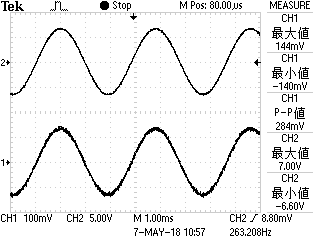 Tek Stop M Pos: 80.00us MEASURE
CH1
最大値
144mV
CH1
最小値
-140mV
CH1
P-P値
284mV
CH2
最大値
7.00V
CH2
最小値
-6.60V
2
1
CH1 100mV CH2 5.00V M 1.00ms CH2 / 8.80mV
7-MAY-18 10:57 263.208Hz